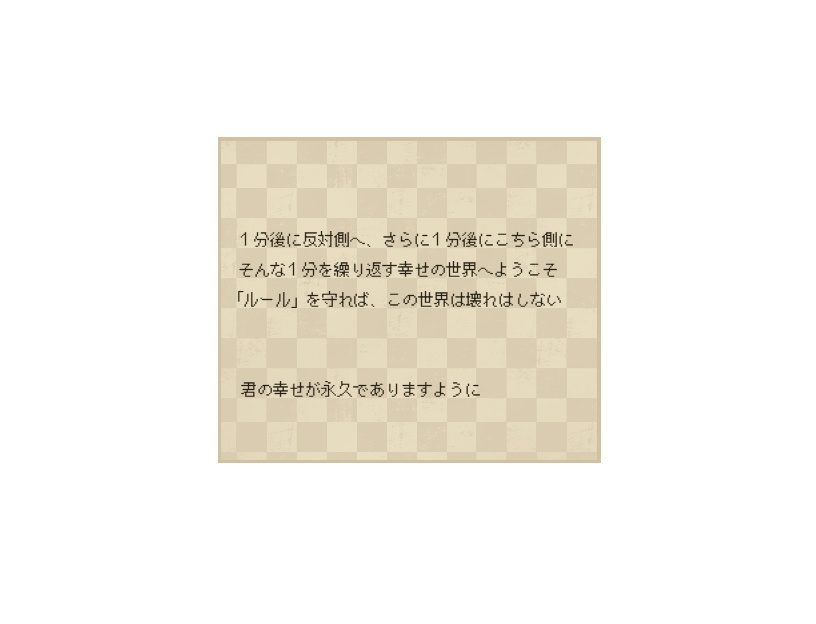 １分後に反対側へ、さらに１分後にこちら側に
そんな１分を繰り返す幸せの世界へようこそ
「ルール」を守れば、この世界は壊れはしない
君の幸せが永久でありますように